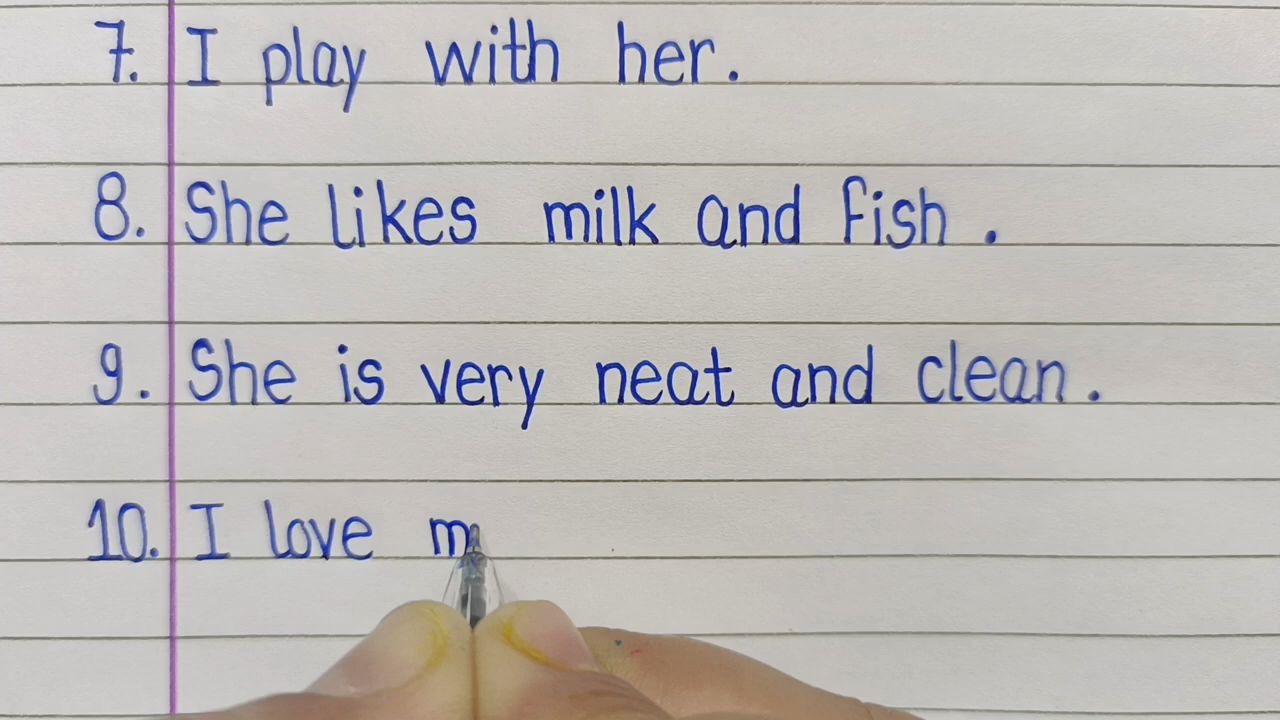 7. I play with her.
8. She likes milk and fish.
9. She is very neat and clean.
10. I love m